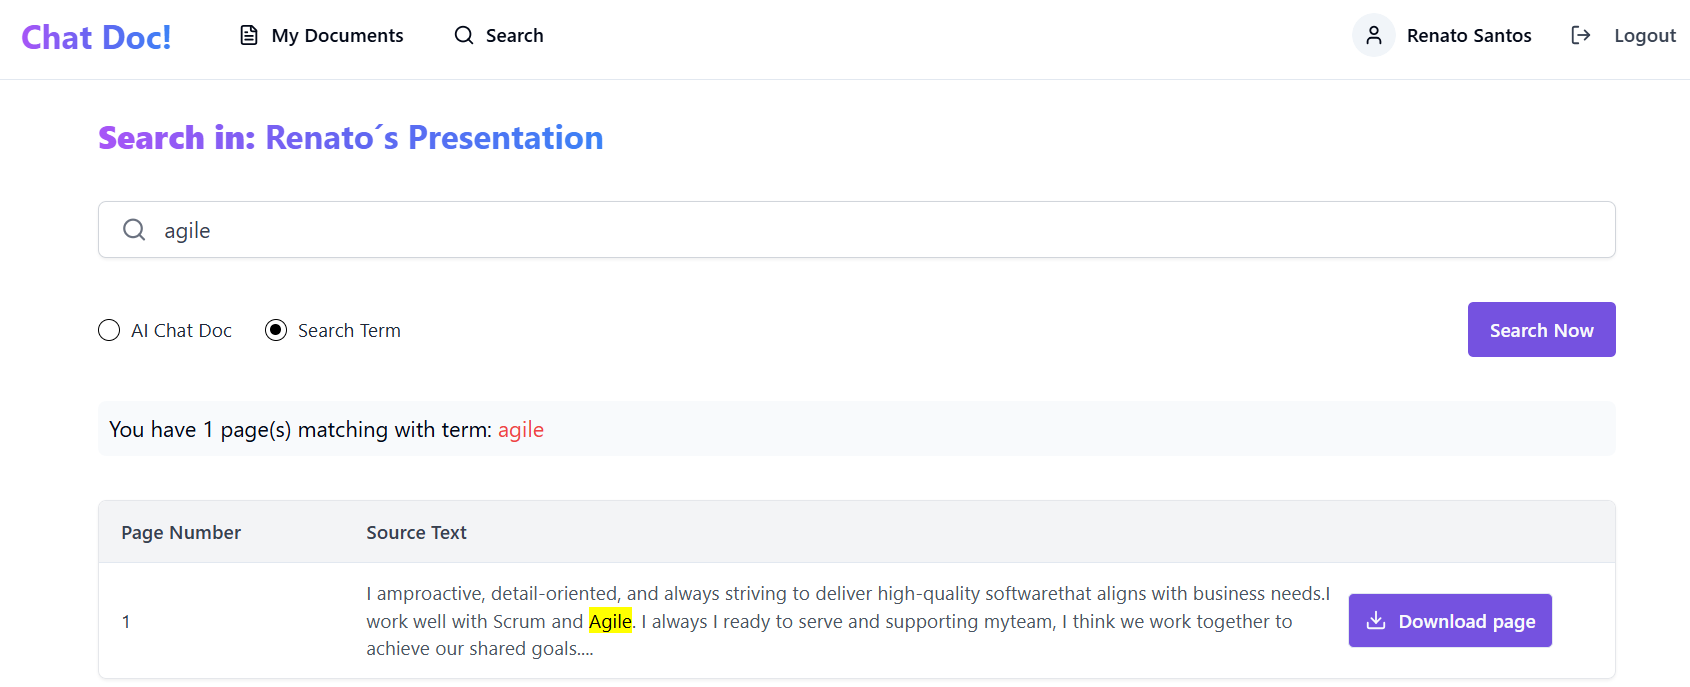 Chat Doc!
My Documents
Search
Renato Santos
Logout
Search in: Renato´s Presentation
agile
AI Chat Doc
Search Term
Search Now
You have 1 page(s) matching with term: agile
Page Number
Source Text
1
I amproactive, detail-oriented, and always striving to deliver high-quality softwarethat aligns with business needs.I
work well with Scrum and Agile. I always I ready to serve and supporting myteam, I think we work together to
achieve our shared goals....
Download page